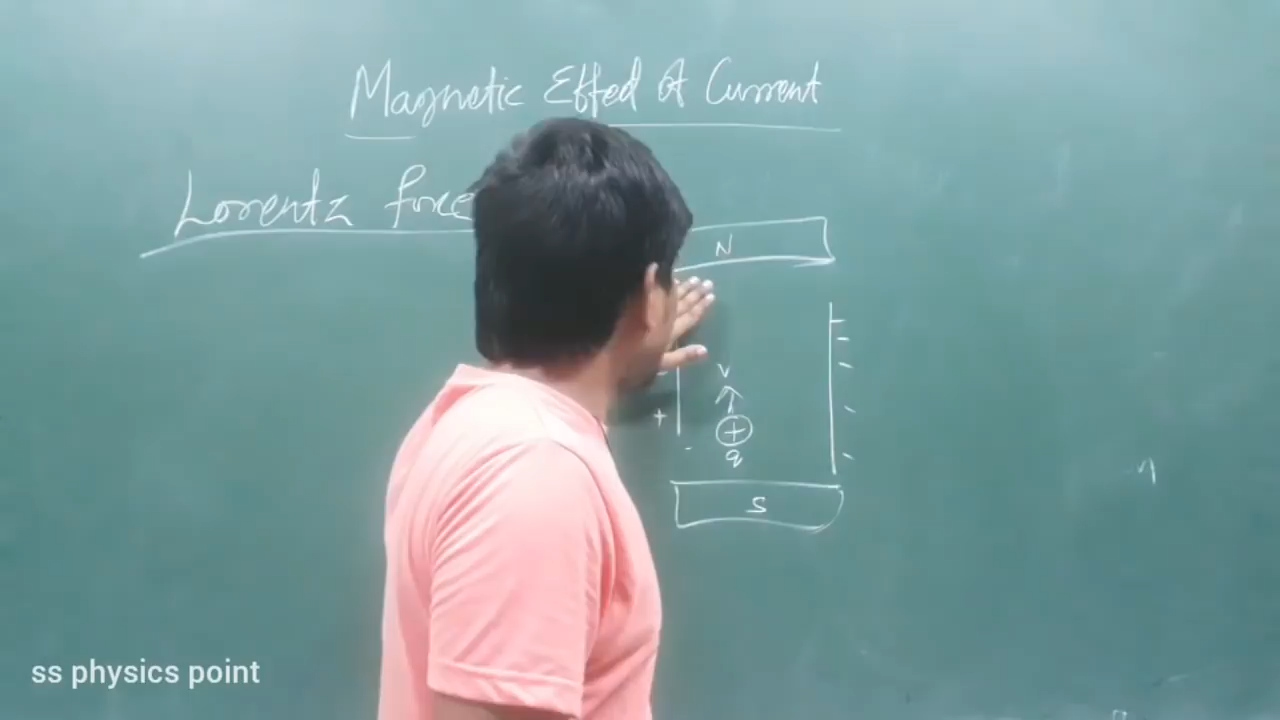 Magnetic Effect Of Current
Lorentz force
N
v
+
+
q
S
ss physics point